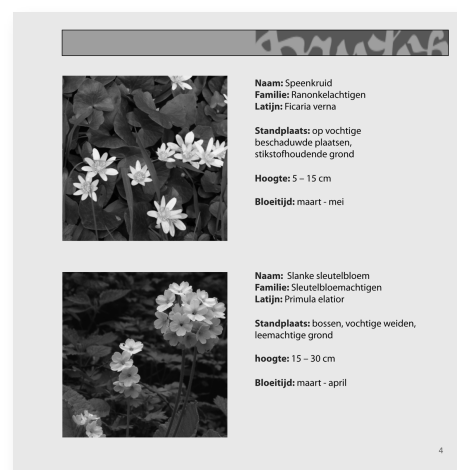 Naam: Speenkruid
Familie: Ranonkelachtigen
Latijn: Ficaria verna
Standplaats: op vochtige
beschaduwde plaatsen,
stikstofhoudende grond
Hoogte: 5 – 15 cm
Bloeitijd: maart - mei
Naam: Slanke sleutelbloem
Familie: Sleutelbloemachtigen
Latijn: Primula elatior
Standplaats: bossen, vochtige weiden,
leemachtige grond
hoogte: 15 – 30 cm
Bloeitijd: maart - april
4